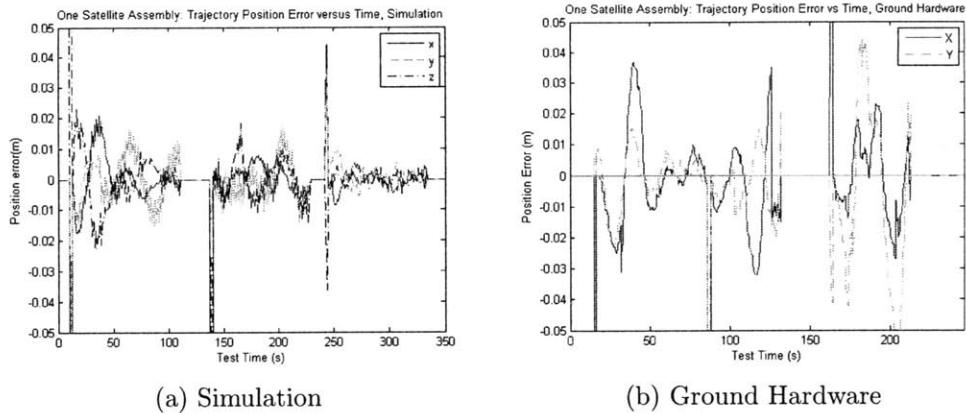 One Satellite Assembly: Trajectory Position Error versus Time, Simulation
0.05
0.04
0.03
0.02
0.01
0
-0.01
-0.02
-0.03
-0.04
-0.05
Position error(m)
x
y
z
0 50 100 150 200 250 300 350
Test Time (s)
(a) Simulation
One Satellite Assembly: Trajectory Position Error vs Time, Ground Hardware
0.05
0.04
0.03
0.02
0.01
0
-0.01
-0.02
-0.03
-0.04
-0.05
Position Error (m)
X
Y
0 50 100 150 200
Test Time (s)
(b) Ground Hardware